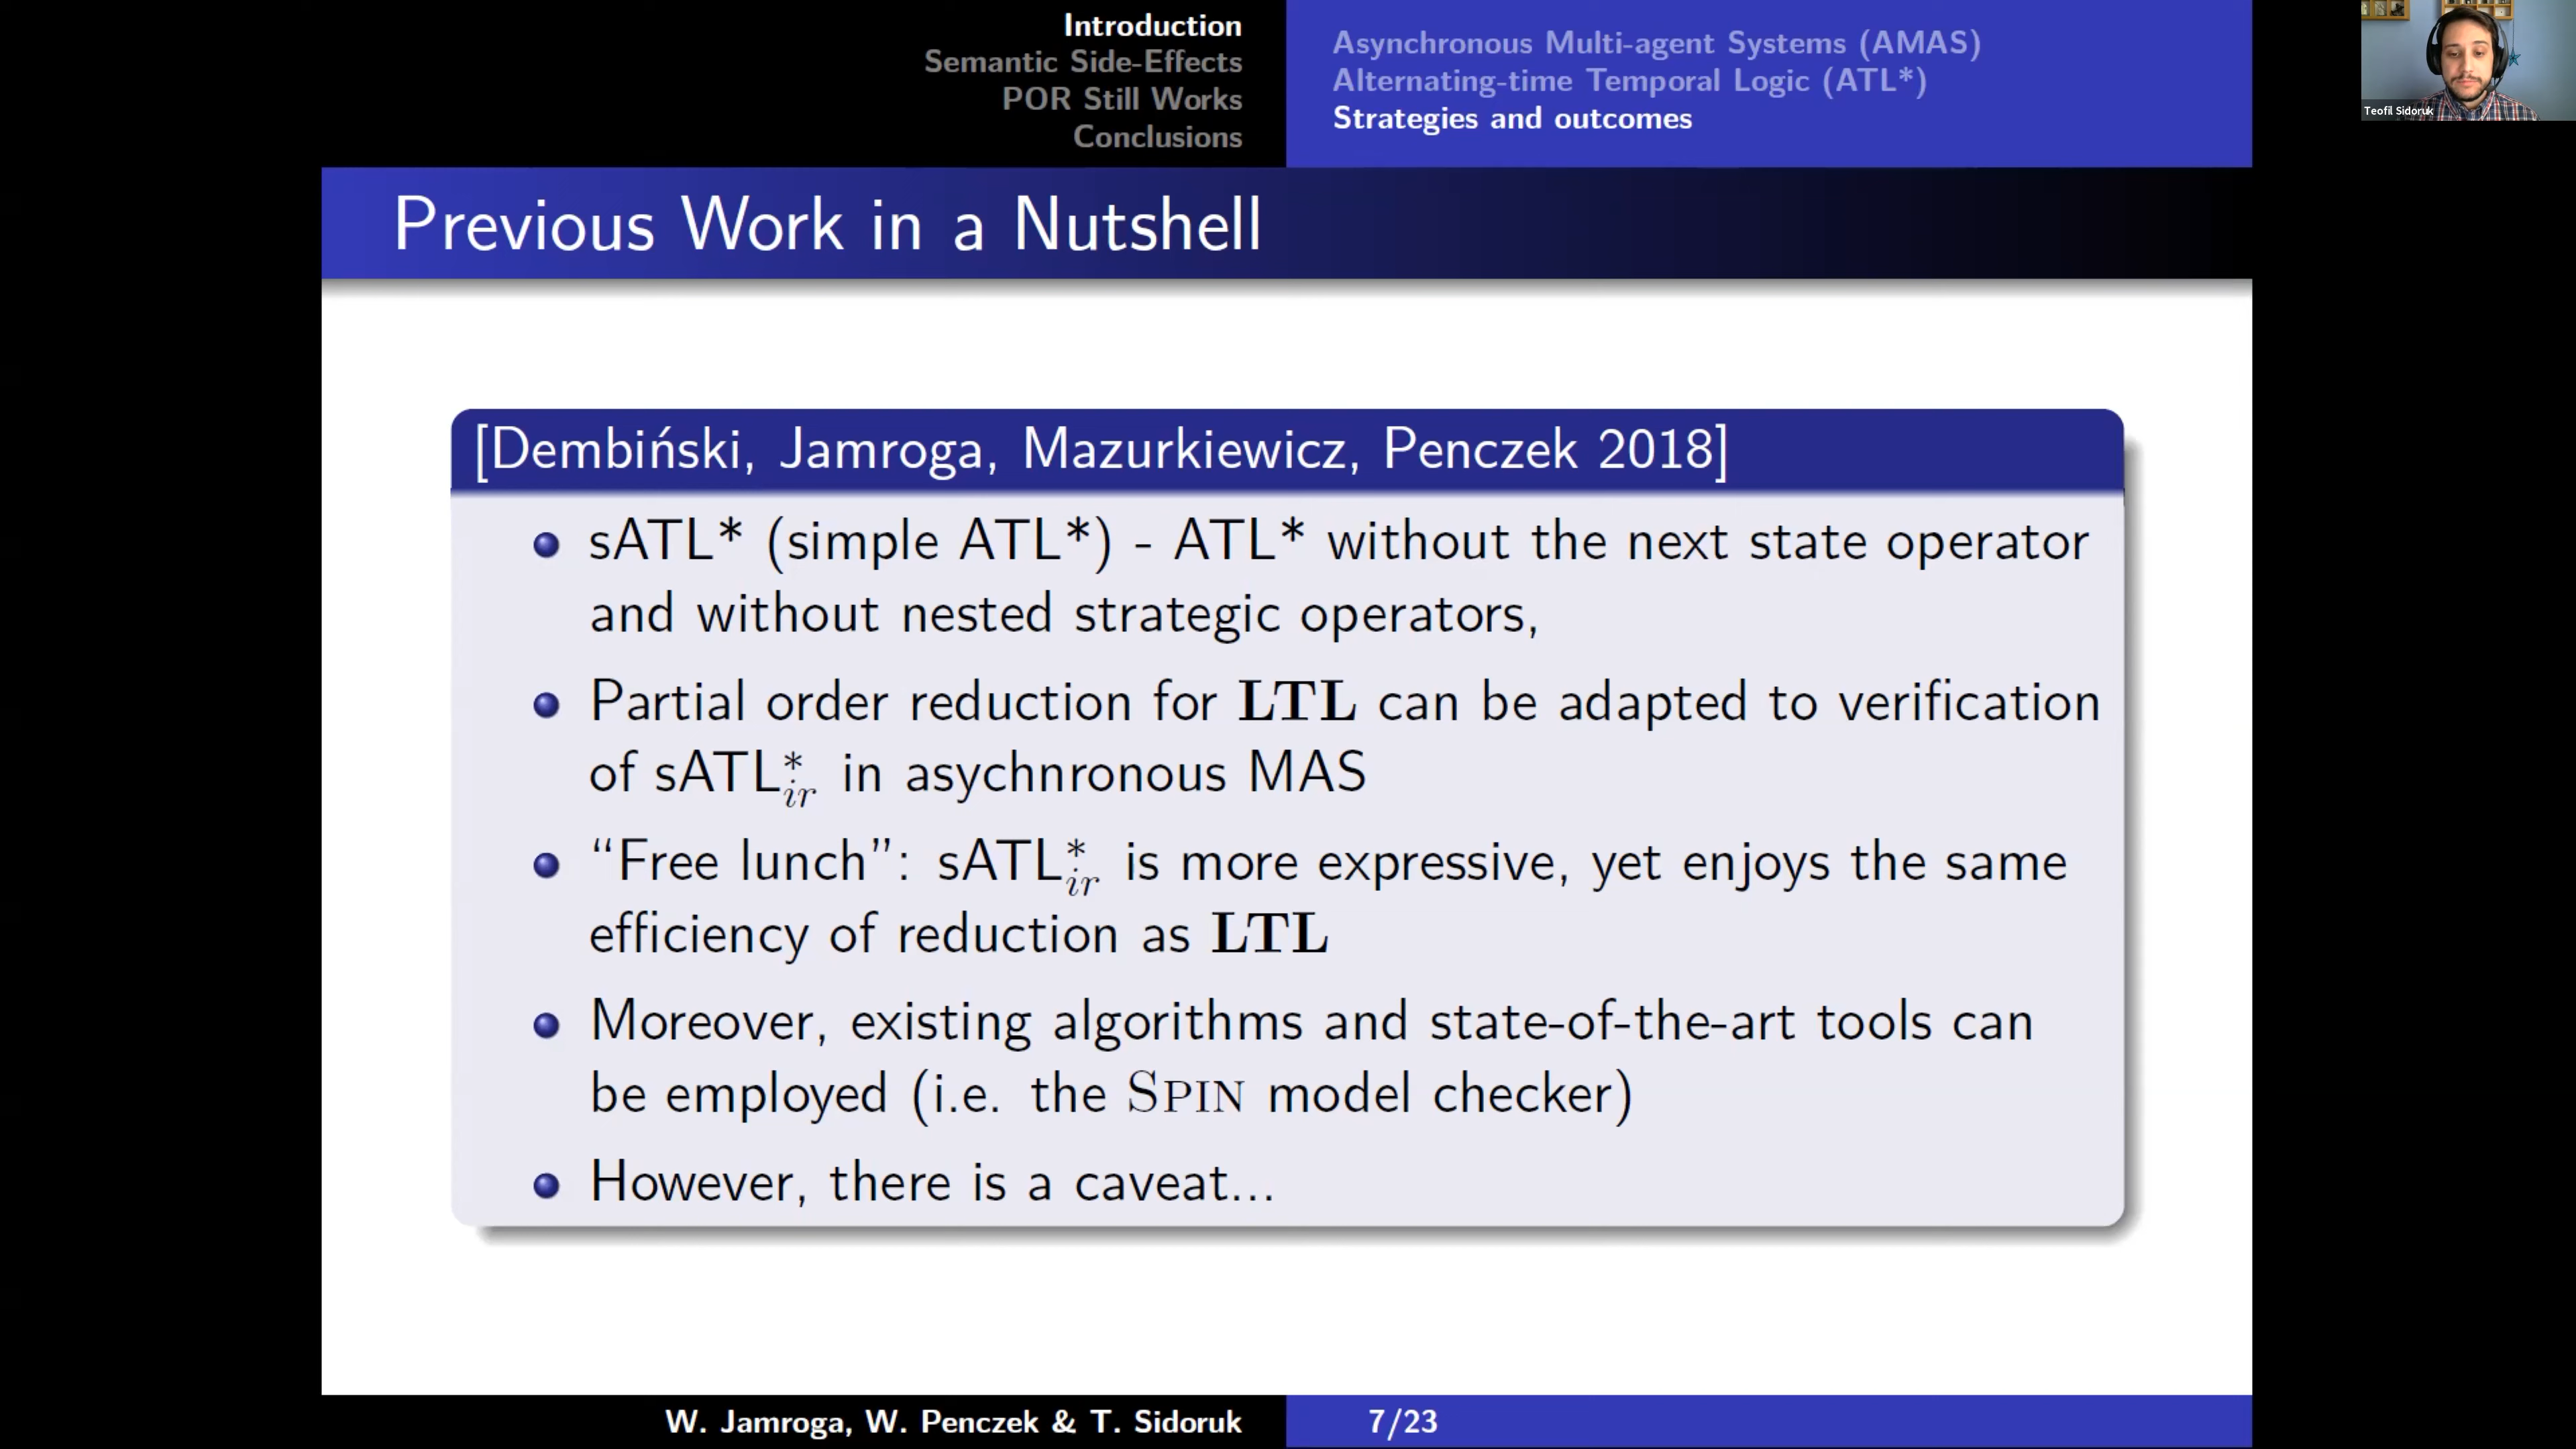 Introduction
Semantic Side-Effects
POR Still Works
Conclusions
Asynchronous Multi-agent Systems (AMAS)
Alternating-time Temporal Logic (ATL*)
Strategies and outcomes
Teofil Sidoruk
Previous Work in a Nutshell
[Dembiński, Jamroga, Mazurkiewicz, Penczek 2018]
sATL* (simple ATL*) - ATL* without the next state operator
and without nested strategic operators,
Partial order reduction for LTL can be adapted to verification
of sATL*ir in asychnronous MAS
“Free lunch”: sATL*ir is more expressive, yet enjoys the same
efficiency of reduction as LTL
Moreover, existing algorithms and state-of-the-art tools can
be employed (i.e. the SPIN model checker)
However, there is a caveat...
W. Jamroga, W. Penczek & T. Sidoruk
7/23